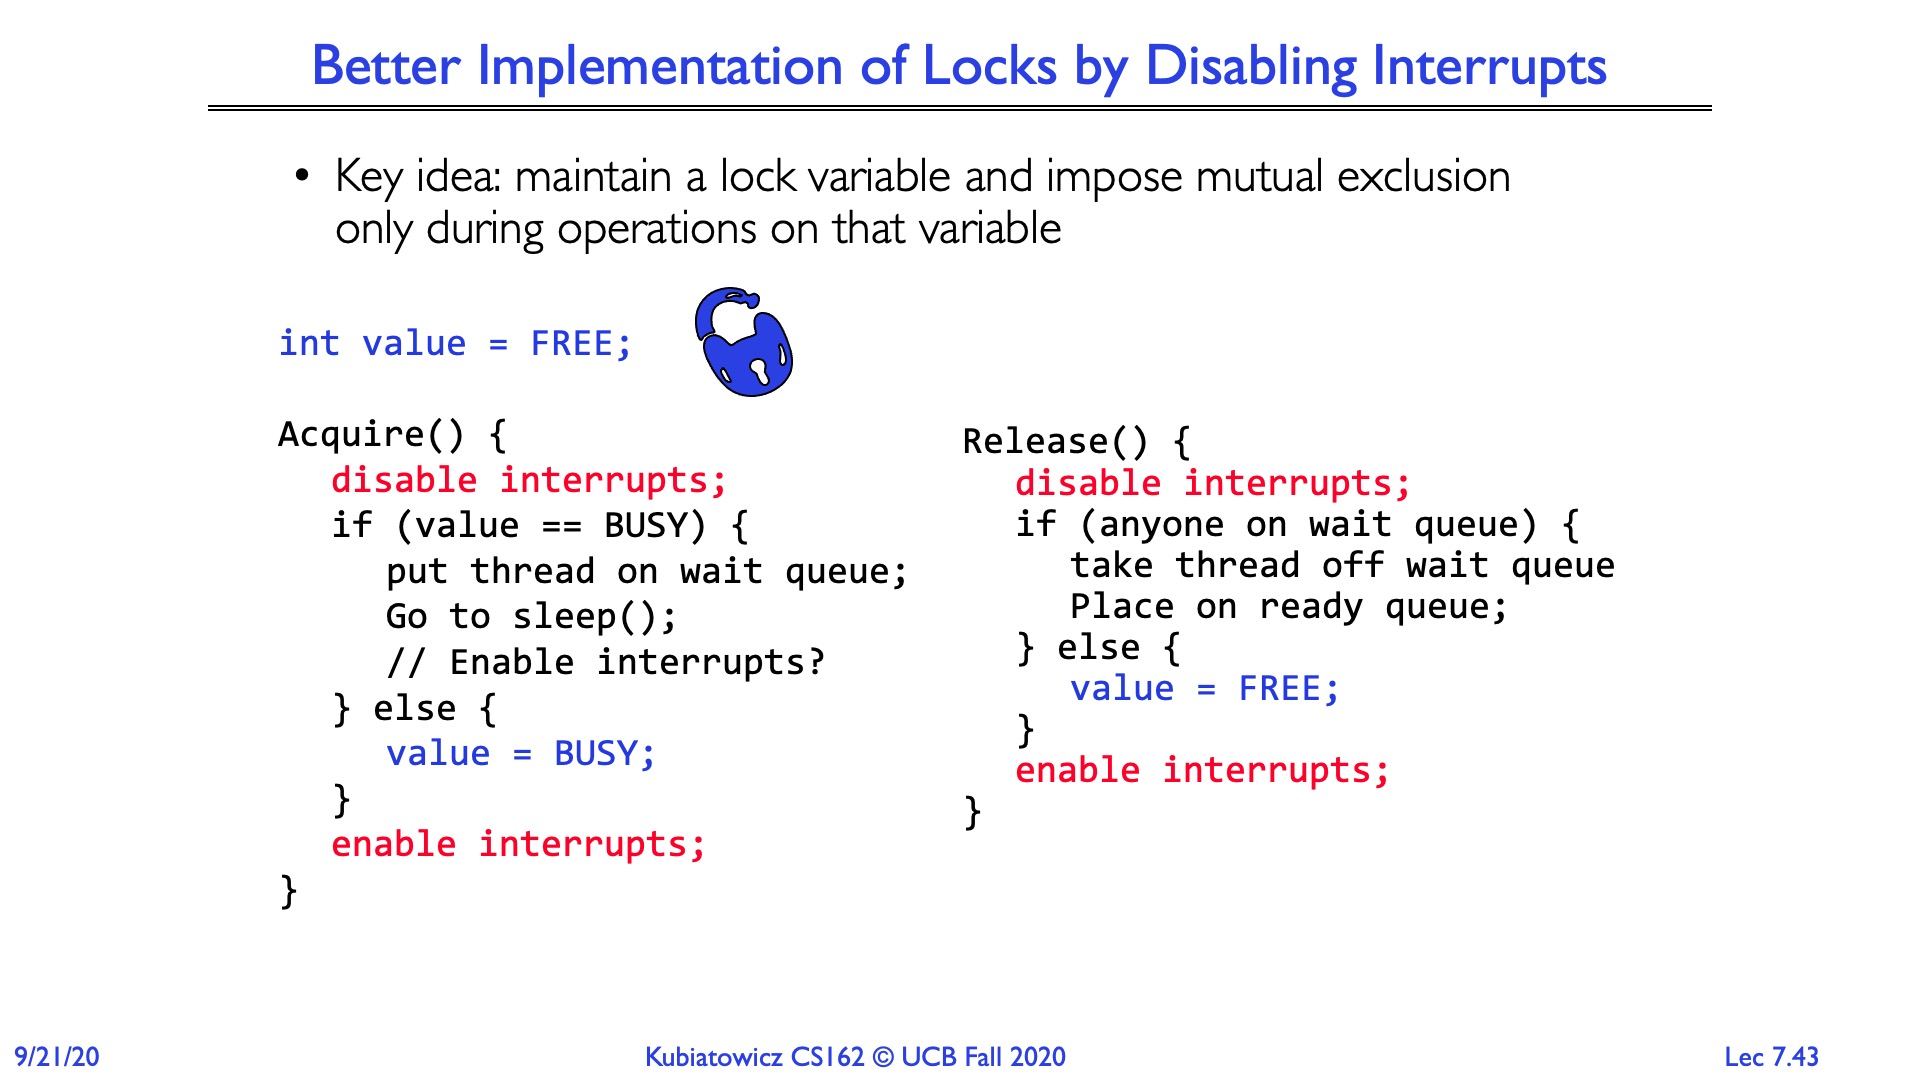 Better Implementation of Locks by Disabling Interrupts
• Key idea: maintain a lock variable and impose mutual exclusion
only during operations on that variable
int value = FREE;
Acquire() {
disable interrupts;
if (value == BUSY) {
put thread on wait queue;
Go to sleep();
// Enable interrupts?
} else {
value = BUSY;
}
enable interrupts;
}
Release() {
disable interrupts;
if (anyone on wait queue) {
take thread off wait queue
Place on ready queue;
} else {
value = FREE;
}
enable interrupts;
}
9/21/20
Kubiatowicz CS162 © UCB Fall 2020
Lec 7.43